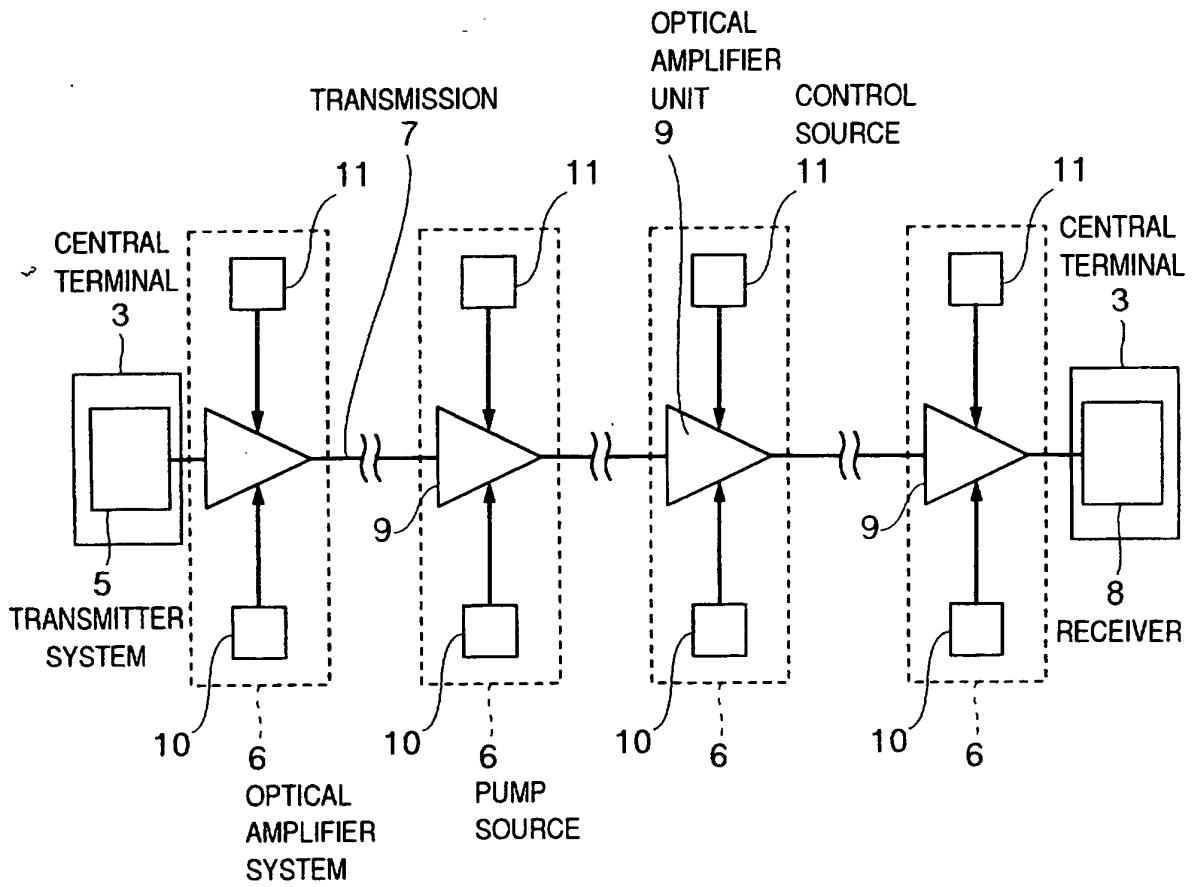 OPTICAL
AMPLIFIER
UNIT
9
CONTROL
SOURCE
TRANSMISSION
7
11
11
11
11
CENTRAL
TERMINAL
3
CENTRAL
TERMINAL
3
9
9
5
TRANSMITTER
SYSTEM
8
RECEIVER
10
10
10
10
6
6
6
6
OPTICAL
AMPLIFIER
SYSTEM
PUMP
SOURCE